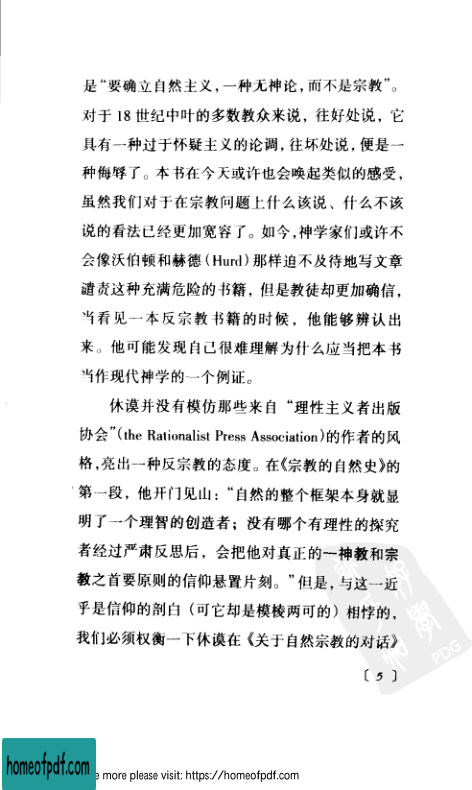 是“要确立自然主义，一种无神论，而不是宗教”。
对于 18 世纪中叶的多数教众来说，往好处说，它
具有一种过于怀疑主义的论调，往坏处说，便是一
种侮辱了。本书在今天或许也会唤起类似的感受，
虽然我们对于在宗教问题上什么该说、什么不该
说的看法已经更加宽容了。如今，神学家们或许不
会像沃伯顿和赫德（Hurd）那样迫不及待地写文章
谴责这种充满危险的书籍，但是教徒却更加确信，
当看见一本反宗教书籍的时候，他能够辨认出
来。他可能发现自己很难理解为什么应当把本书
当作现代神学的一个例证。
休谟并没有模仿那些来自“理性主义者出版
协会”(the Rationalist Press Association)的作者的风
格，亮出一种反宗教的态度。在《宗教的自然史》的
第一段，他开门见山：“自然的整个框架本身就显
明了一个理智的创造者；没有哪个有理性的探究
者经过严肃反思后，会把他对真正的一神教和宗
教之首要原则的信仰悬置片刻。”但是，与这一近
乎是信仰的剖白（可它却是模棱两可的）相悖的，
我们必须权衡一下休谟在《关于自然宗教的对话》
〔 5 〕
PDG
homeofpdf.com
e more please visit: https://homeofpdf.com